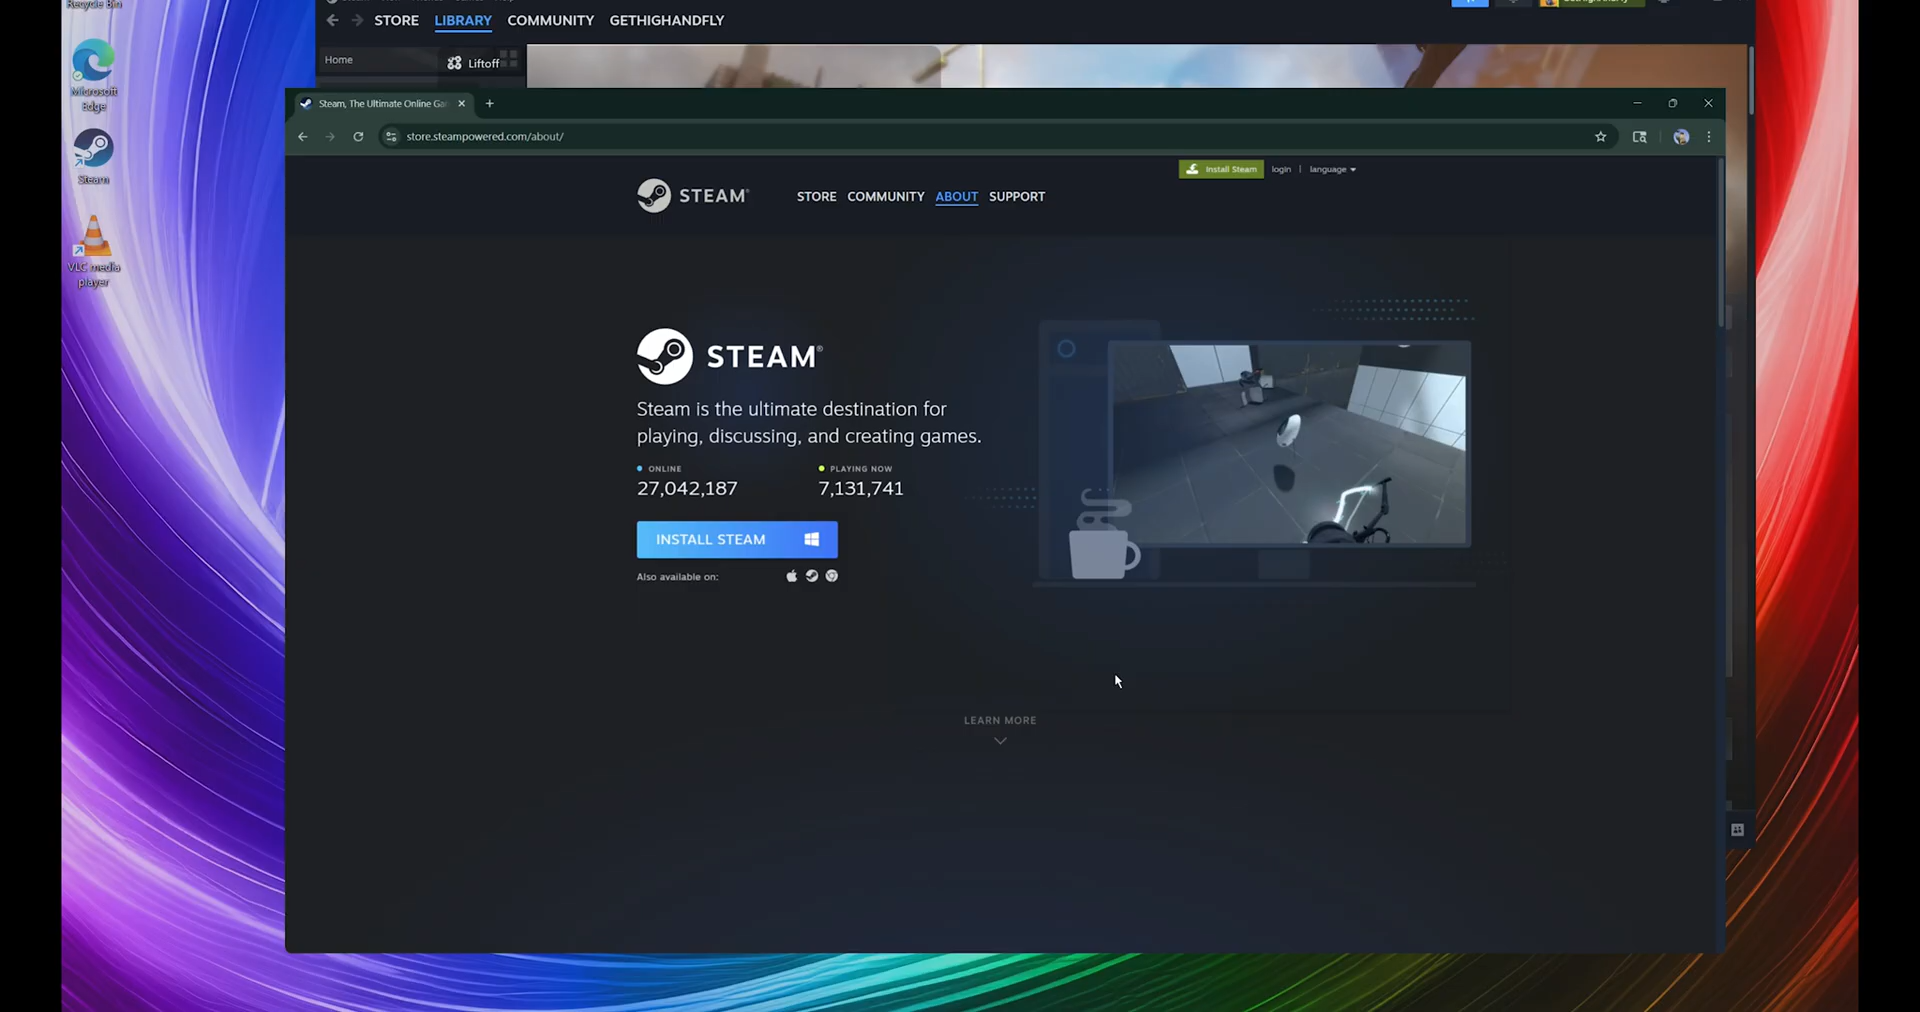 Recycle Bin
STORE LIBRARY COMMUNITY GETHIGHANDFLY
Home
Liftoff
Microsoft
Edge
Steam
VLC media
player
Steam, The Ultimate Online Ga
store.steampowered.com/about/
Install Steam login | language
STEAM®
STORE COMMUNITY ABOUT SUPPORT
STEAM®
Steam is the ultimate destination for
playing, discussing, and creating games.
ONLINE PLAYING NOW
27,042,187 7,131,741
INSTALL STEAM
Also available on:
LEARN MORE